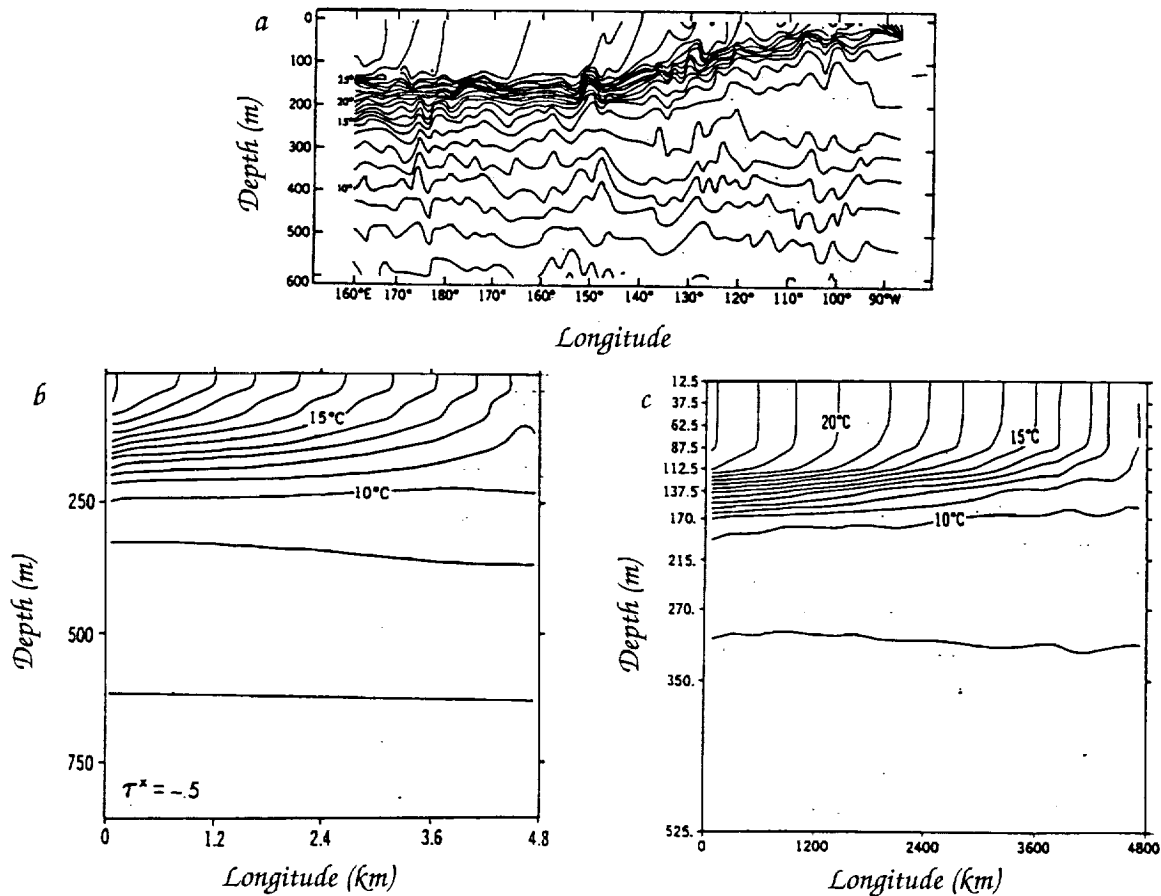 a
0
100
200
300
400
500
600
25°
20°
15°
10°
Depth (m)
160°E 170° 180° 170° 160° 150° 140° 130° 120° 110° 100° 90°W
Longitude
b
15°C
10°C
250
500
750
Depth (m)
τˣ = -.5
0 1.2 2.4 3.6 4.8
Longitude (km)
c
12.5
37.5
62.5
87.5
112.5
137.5
170.
215.
270.
350.
525.
Depth (m)
20°C
15°C
10°C
0 1200 2400 3600 4800
Longitude (km)